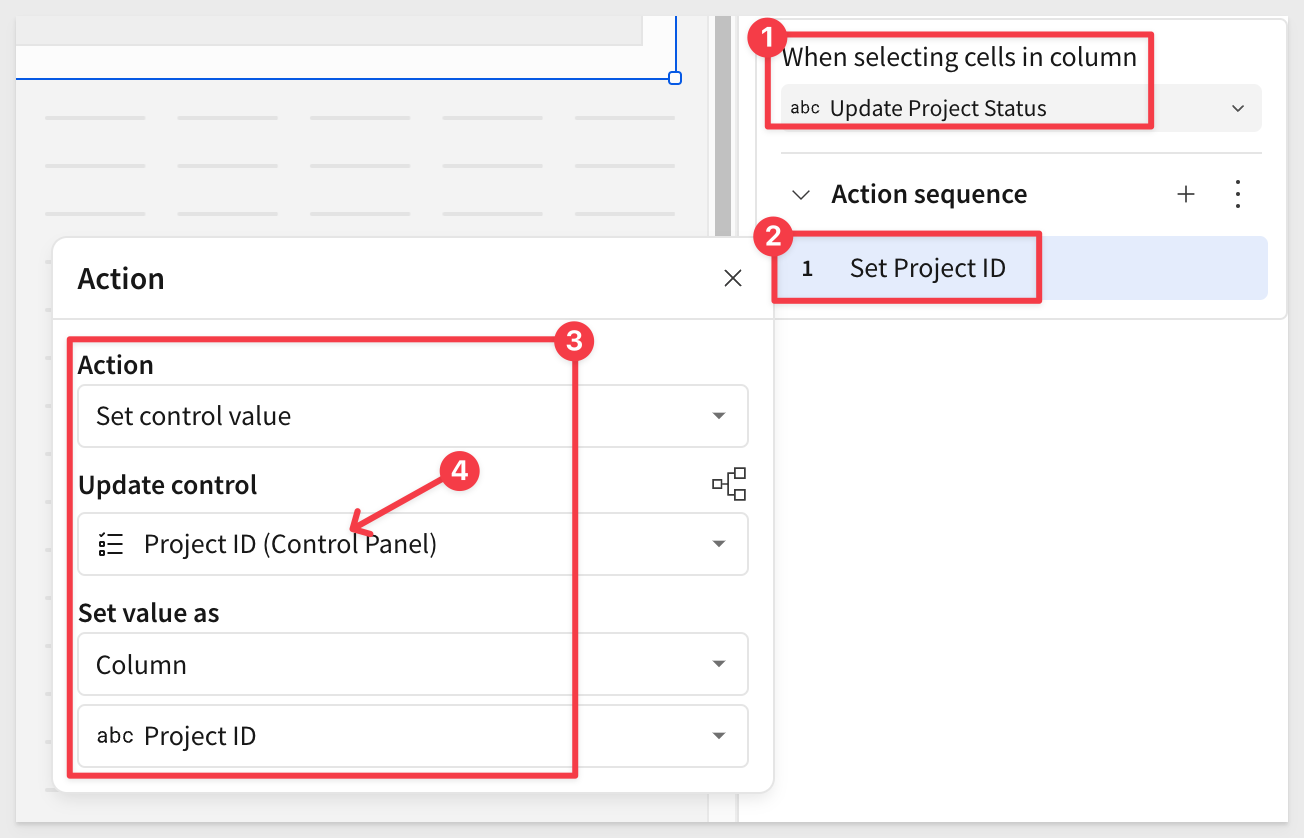 1
When selecting cells in column
abc Update Project Status
Action sequence
2
1 Set Project ID
Action
3
Action
Set control value
4
Update control
Project ID (Control Panel)
Set value as
Column
abc Project ID